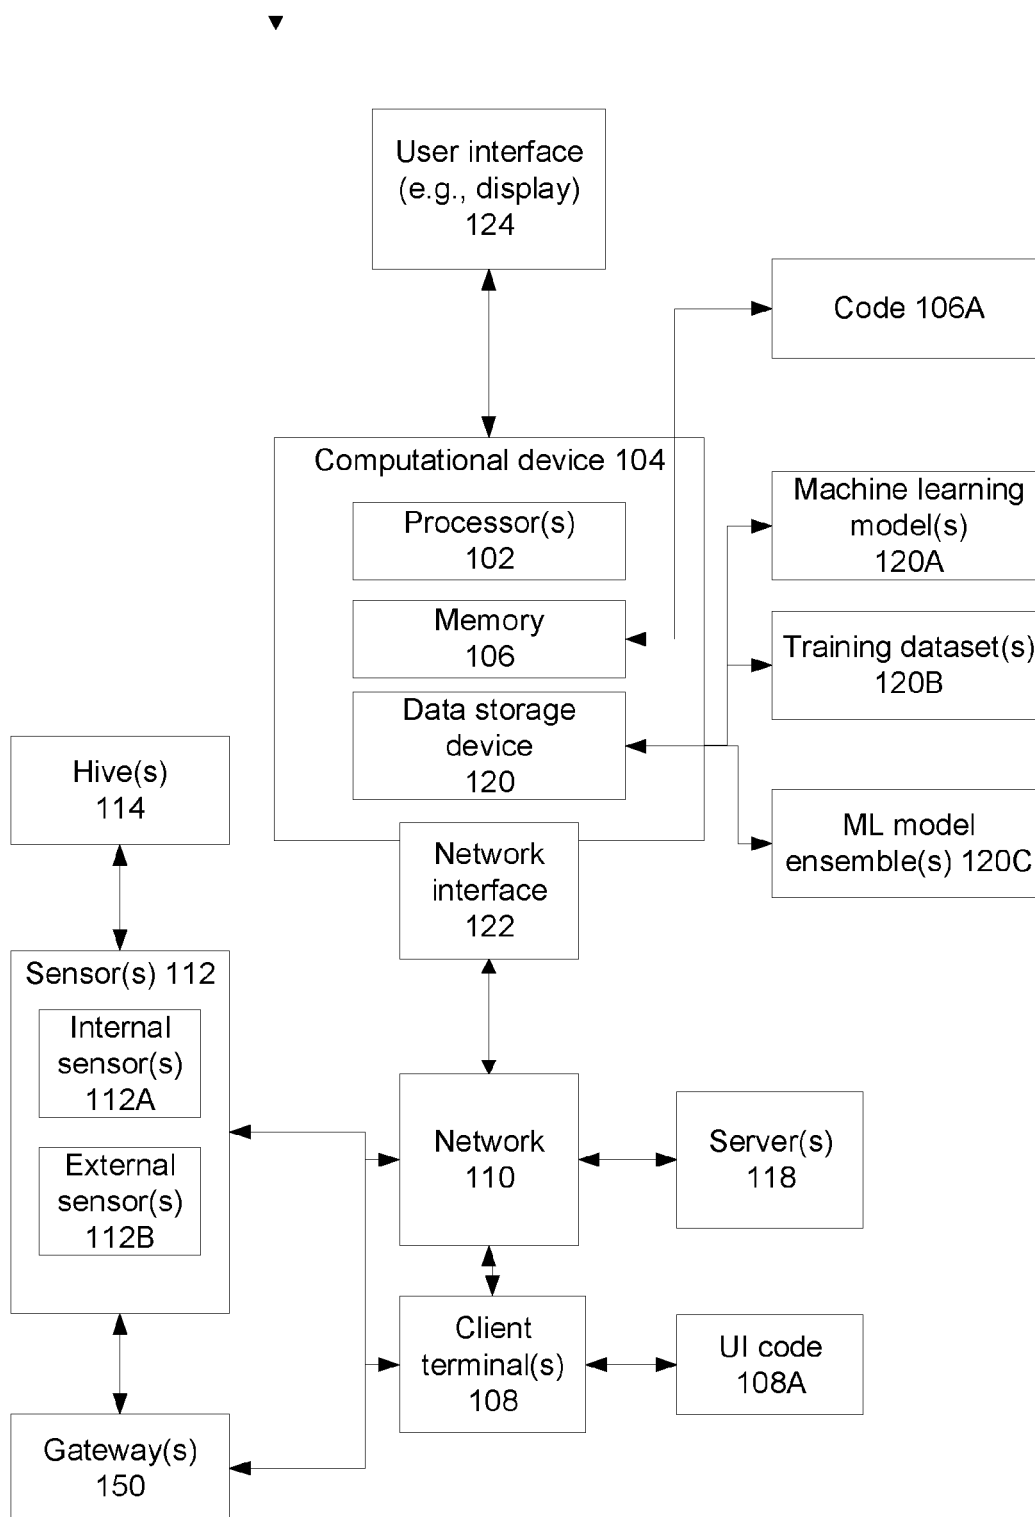 User interface
(e.g., display)
124
Code 106A
Computational device 104
Processor(s)
102
Memory
106
Data storage
device
120
Machine learning
model(s)
120A
Training dataset(s)
120B
ML model
ensemble(s) 120C
Network
interface
122
Hive(s)
114
Sensor(s) 112
Internal
sensor(s)
112A
External
sensor(s)
112B
Network
110
Server(s)
118
Client
terminal(s)
108
UI code
108A
Gateway(s)
150